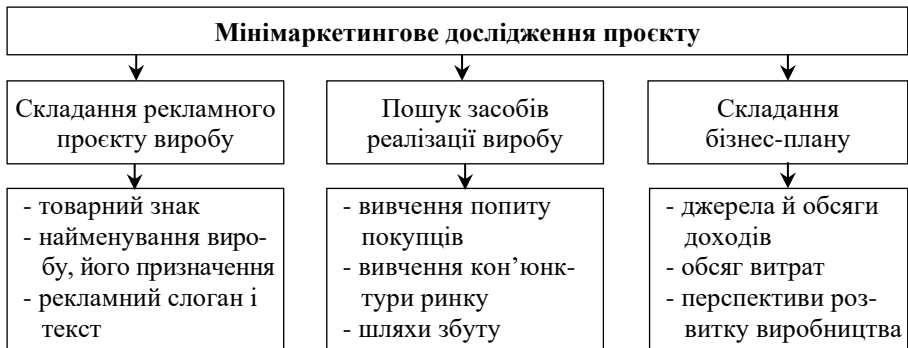 Мінімаркетингове дослідження проєкту
Складання рекламного
проєкту виробу
Пошук засобів
реалізації виробу
Складання
бізнес-плану
- товарний знак
- найменування виро-
бу, його призначення
- рекламний слоган і
текст
- вивчення попиту
покупців
- вивчення кон’юнк-
тури ринку
- шляхи збуту
- джерела й обсяги
доходів
- обсяг витрат
- перспективи роз-
витку виробництва